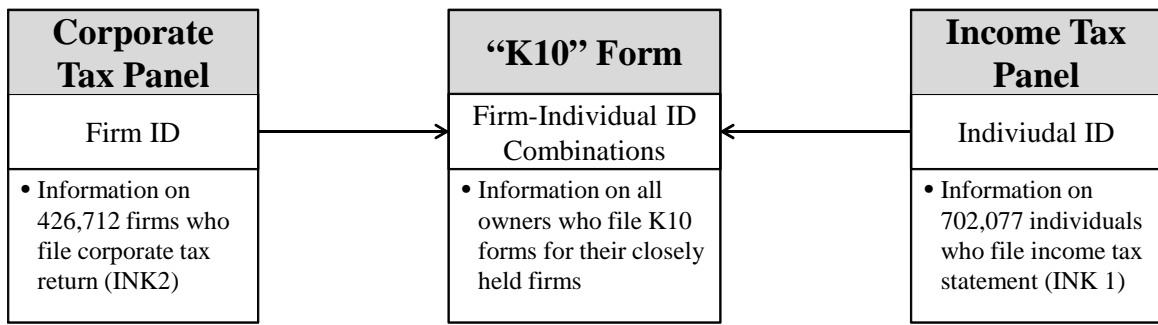 Corporate
Tax Panel
Firm ID
• Information on
426,712 firms who
file corporate tax
return (INK2)
“K10” Form
Firm-Individual ID
Combinations
• Information on all
owners who file K10
forms for their closely
held firms
Income Tax
Panel
Indiviudal ID
• Information on
702,077 individuals
who file income tax
statement (INK 1)